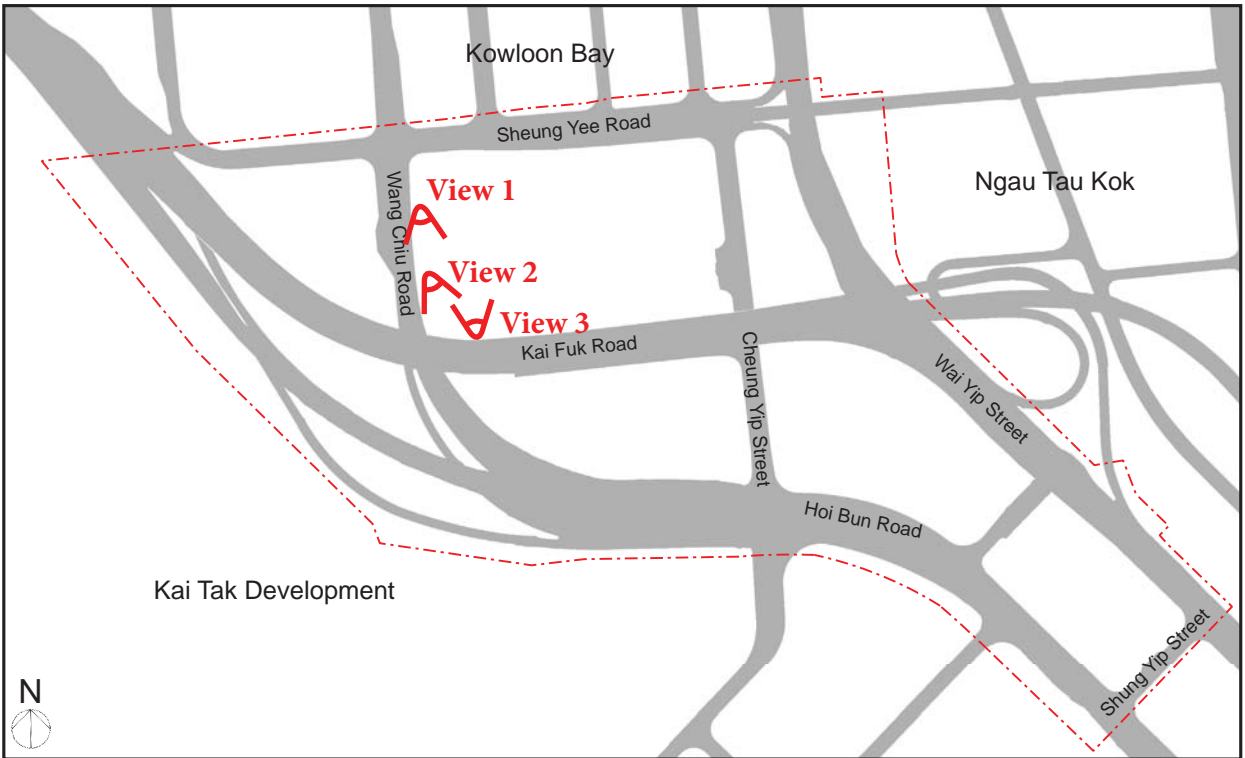 Kowloon Bay
Sheung Yee Road
Ngau Tau Kok
Wang Chiu Road
View 1
View 2
View 3
Kai Fuk Road
Cheung Yip Street
Wai Yip Street
Hoi Bun Road
Kai Tak Development
Shung Yip Street
N